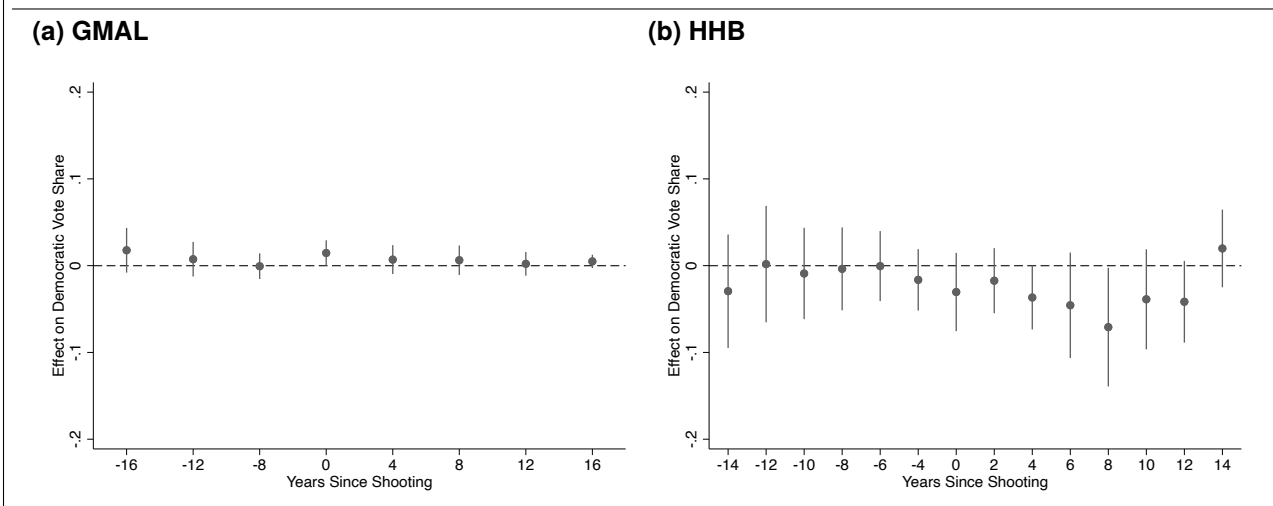 (a) GMAL
(b) HHB
Effect on Democratic Vote Share
.2
.1
0
-.1
-.2
-16 -12 -8 0 4 8 12 16
Years Since Shooting
Effect on Democratic Vote Share
.2
.1
0
-.1
-.2
-14 -12 -10 -8 -6 -4 0 2 4 6 8 10 12 14
Years Since Shooting